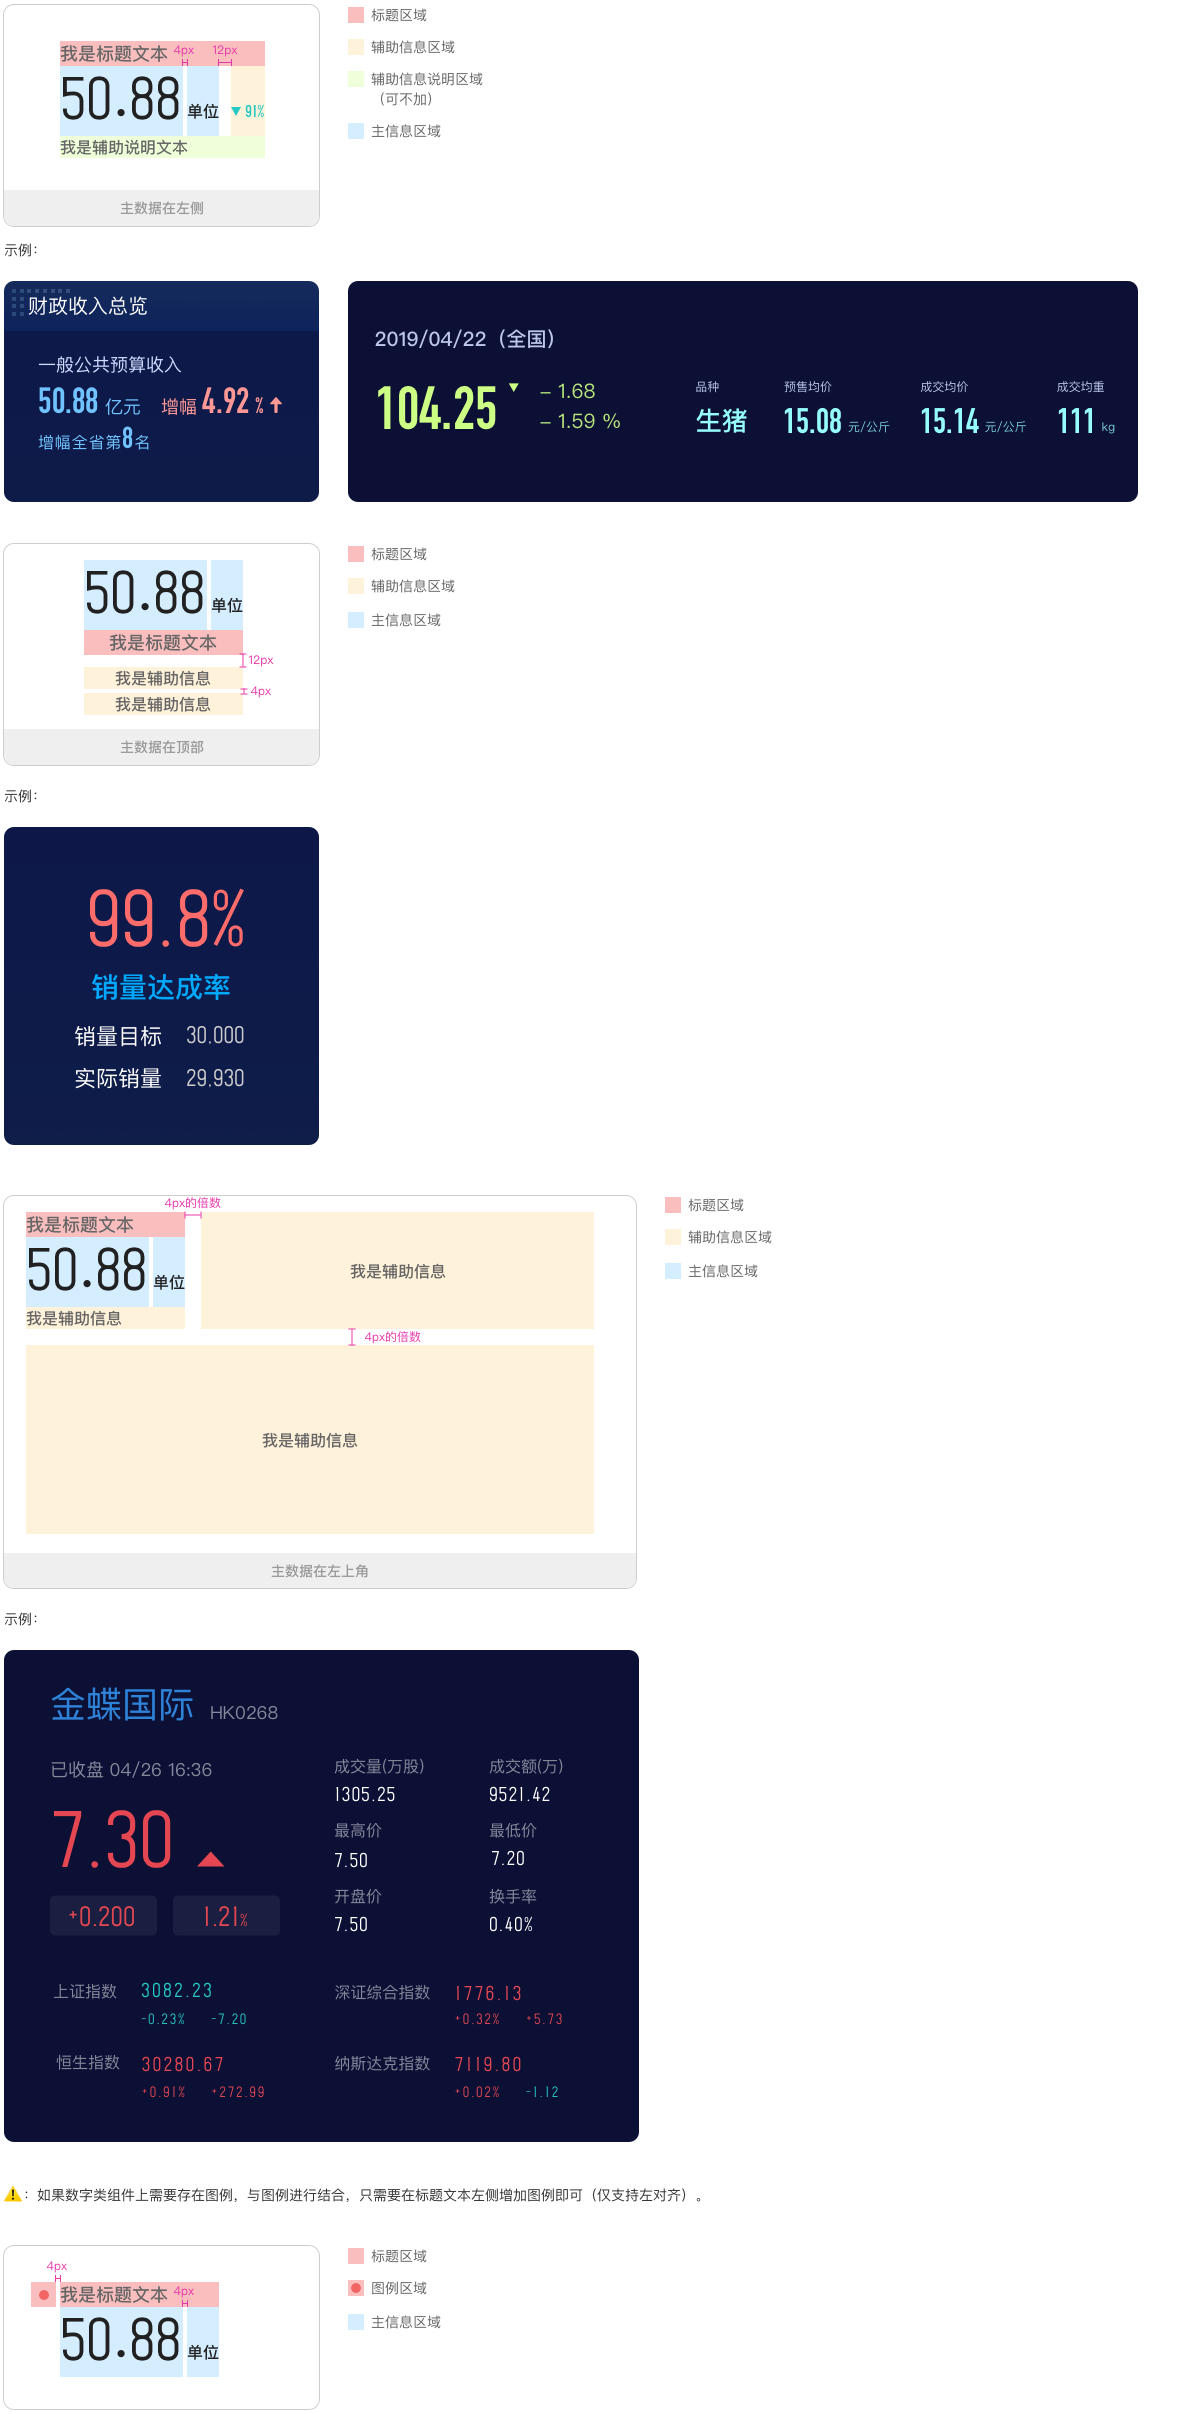 我是标题文本
4px
12px
50.88
单位
▼91%
我是辅助说明文本
主数据在左侧
标题区域
辅助信息区域
辅助信息说明区域
（可不加）
主信息区域
示例：
财政收入总览
一般公共预算收入
50.88 亿元 增幅 4.92 %
增幅全省第8名
2019/04/22（全国）
104.25
– 1.68
– 1.59 %
品种
生猪
预售均价
15.08 元/公斤
成交均价
15.14 元/公斤
成交均重
111 kg
50.88
单位
我是标题文本
12px
我是辅助信息
4px
我是辅助信息
主数据在顶部
标题区域
辅助信息区域
主信息区域
示例：
99.8%
销量达成率
销量目标 30.000
实际销量 29.930
4px的倍数
我是标题文本
50.88
单位
我是辅助信息
我是辅助信息
4px的倍数
我是辅助信息
主数据在左上角
标题区域
辅助信息区域
主信息区域
示例：
金蝶国际 HK0268
已收盘 04/26 16:36
7.30
+0.200
1.21%
成交量(万股)
1305.25
成交额(万)
9521.42
最高价
7.50
最低价
7.20
开盘价
7.50
换手率
0.40%
上证指数 3082.23
-0.23% -7.20
深证综合指数 1776.13
+0.32% +5.73
恒生指数 30280.67
+0.91% +272.99
纳斯达克指数 7119.80
+0.02% -1.12
：如果数字类组件上需要存在图例，与图例进行结合，只需要在标题文本左侧增加图例即可（仅支持左对齐）。
4px
我是标题文本
4px
50.88
单位
标题区域
图例区域
主信息区域